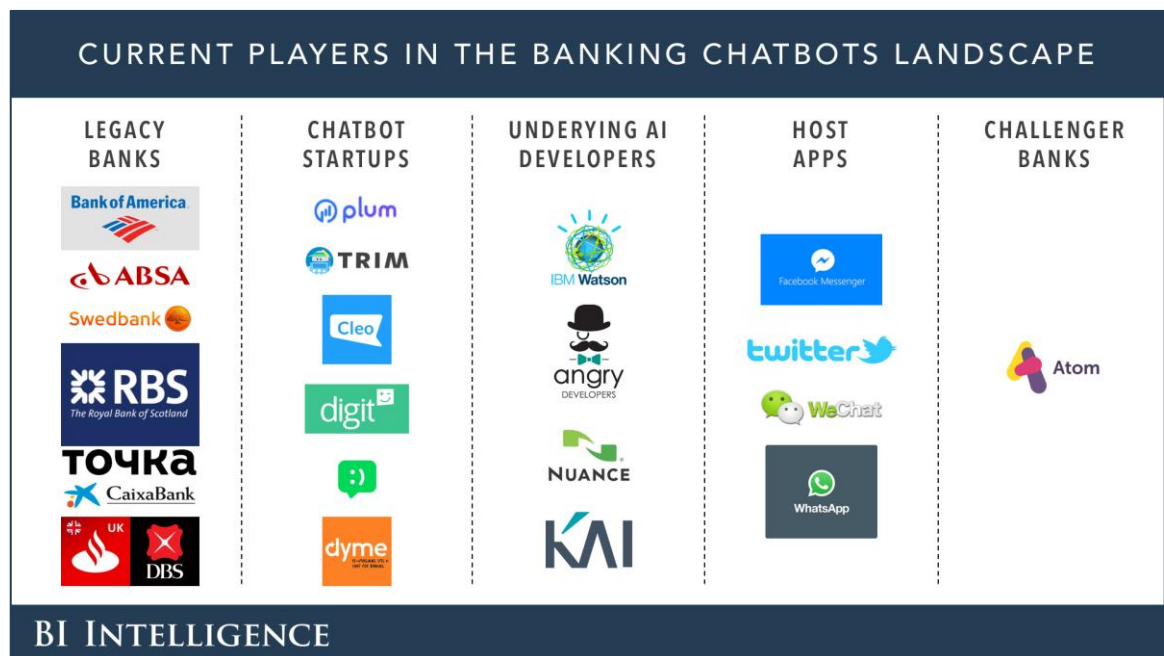 CURRENT PLAYERS IN THE BANKING CHATBOTS LANDSCAPE
LEGACY
BANKS
Bank of America
ABSA
Swedbank
RBS
The Royal Bank of Scotland
точка
CaixaBank
UK
DBS
CHATBOT
STARTUPS
plum
TRIM
Cleo
digit
:)
dyme
UNDERYING AI
DEVELOPERS
IBM Watson
angry
DEVELOPERS
NUANCE
KAI
HOST
APPS
Facebook Messenger
twitter
WeChat
WhatsApp
CHALLENGER
BANKS
Atom
BI INTELLIGENCE